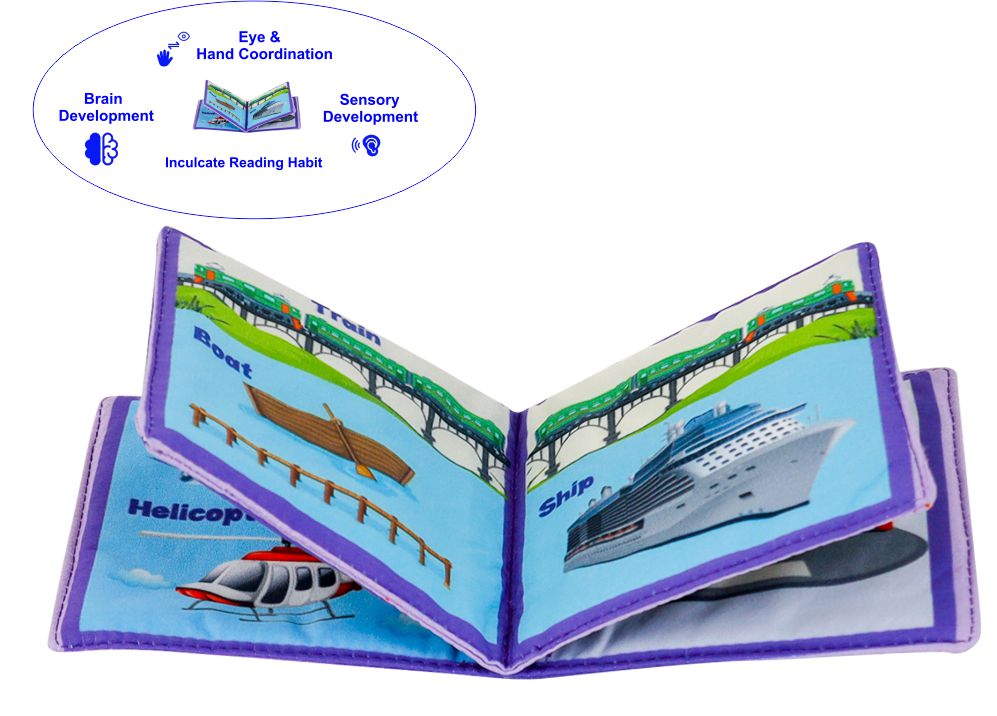 Eye &
Hand Coordination
Brain
Development
Sensory
Development
Inculcate Reading Habit
Train
Boat
Ship